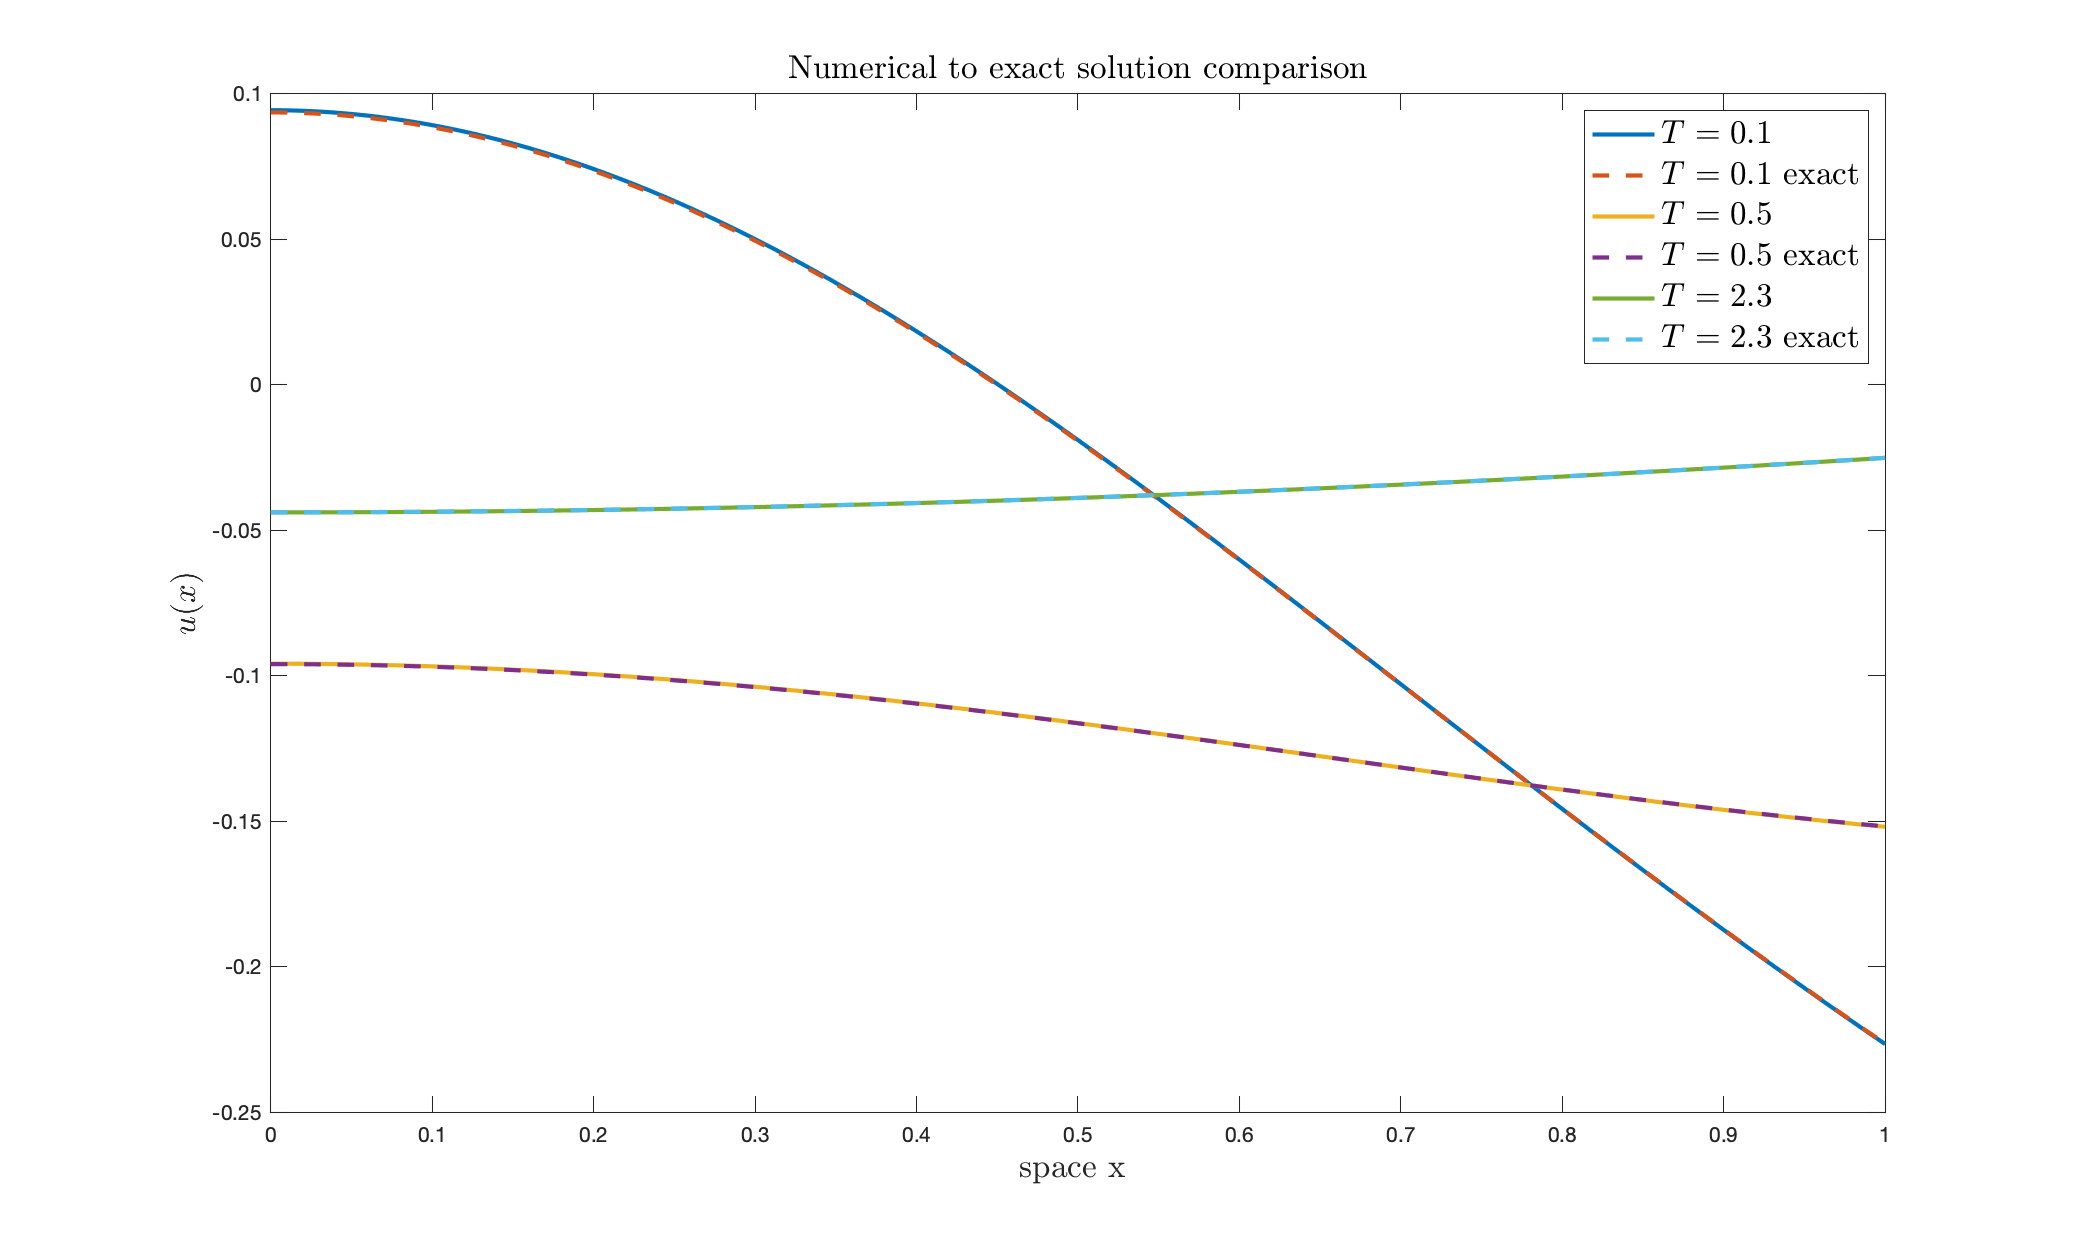 Numerical to exact solution comparison
0.1
0.05
0
-0.05
-0.1
-0.15
-0.2
-0.25
u(x)
T = 0.1
T = 0.1 exact
T = 0.5
T = 0.5 exact
T = 2.3
T = 2.3 exact
0 0.1 0.2 0.3 0.4 0.5 0.6 0.7 0.8 0.9 1
space x